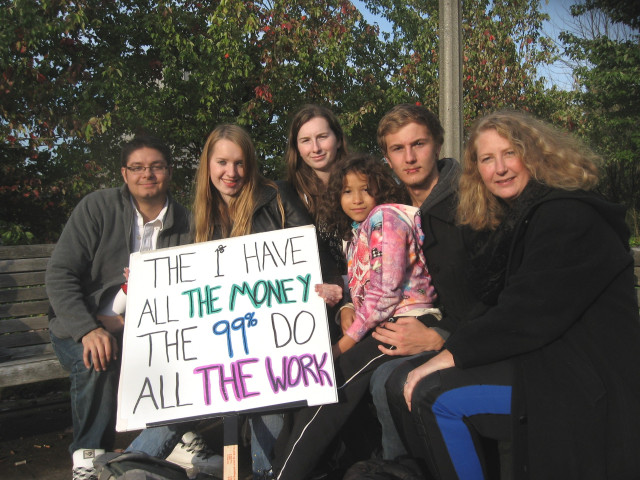 THE 1% HAVE
ALL THE MONEY
THE 99% DO
ALL THE WORK